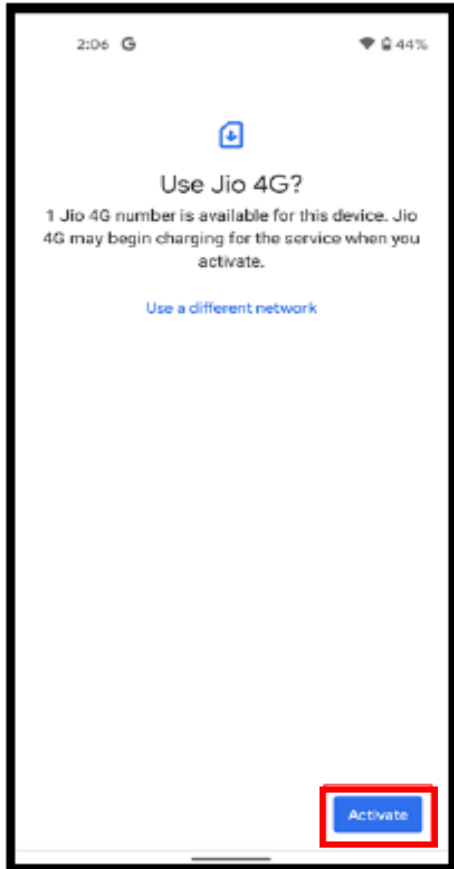 2:06 G 44%
Use Jio 4G?
1 Jio 4G number is available for this device. Jio
4G may begin charging for the service when you
activate.
Use a different network
Activate